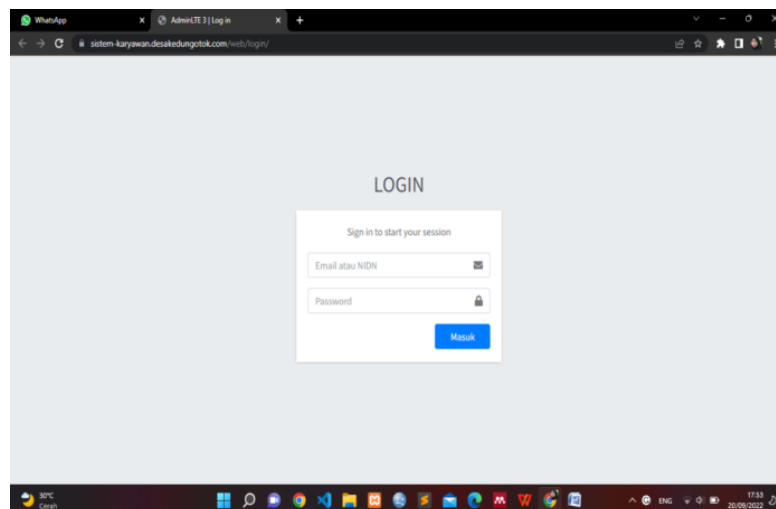 WhatsApp
AdminLTE 3 | Log in
sistem-karyawan.desakedungotok.com/web/login/
LOGIN
Sign in to start your session
Email atau NIDN
Password
Masuk
30°C
Cerah
ENG
17:53
20/09/2022